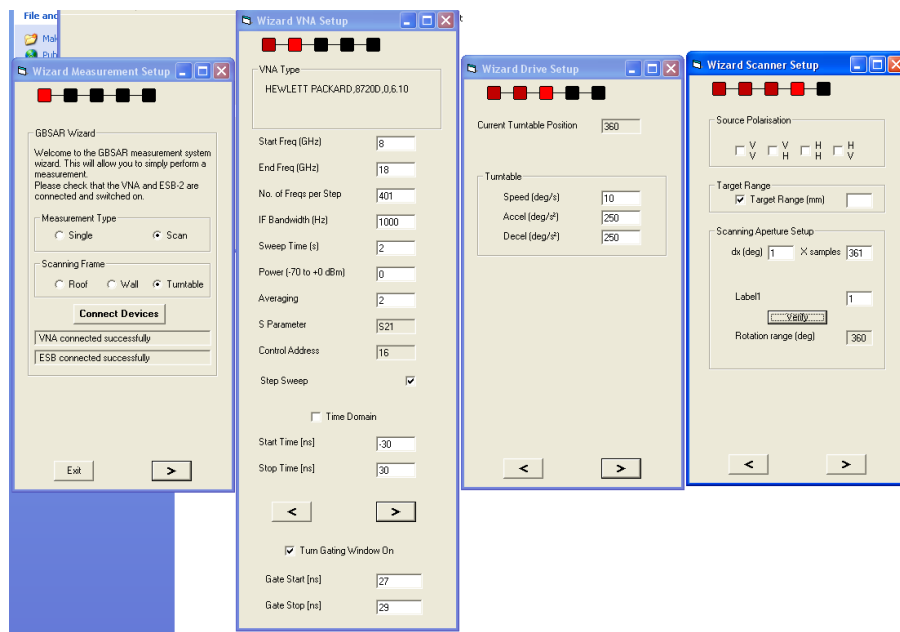 File and
Mak
Pub
t
Wizard Measurement Setup
GBSAR Wizard
Welcome to the GBSAR measurement system
wizard. This will allow you to simply perform a
measurement.
Please check that the VNA and ESB-2 are
connected and switched on.
Measurement Type
Single Scan
Scanning Frame
Roof Wall Turntable
Connect Devices
VNA connected successfully
ESB connected successfully
Exit >
Wizard VNA Setup
VNA Type
HEWLETT PACKARD,8720D,0,6.10
Start Freq (GHz) 8
End Freq (GHz) 18
No. of Freqs per Step 401
IF Bandwidth (Hz) 1000
Sweep Time (s) 2
Power (-70 to +0 dBm) 0
Averaging 2
S Parameter S21
Control Address 16
Step Sweep
Time Domain
Start Time [ns] -30
Stop Time [ns] 30
< >
Turn Gating Window On
Gate Start [ns] 27
Gate Stop [ns] 29
Wizard Drive Setup
Current Turntable Position 360
Turntable
Speed (deg/s) 10
Accel (deg/s²) 250
Decel (deg/s²) 250
< >
Wizard Scanner Setup
Source Polarisation
V V H H
V H H V
Target Range
Target Range (mm)
Scanning Aperture Setup
dx (deg) 1 X samples 361
Label1 1
Verify
Rotation range (deg) 360
< >